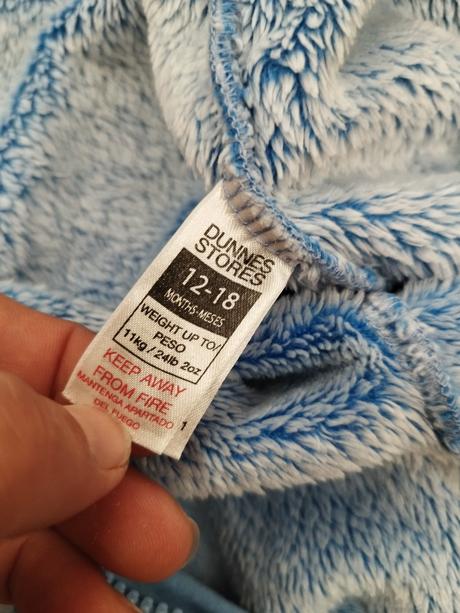 DUNNES
STORES
12-18
MONTHS-MESES
WEIGHT UP TO/
PESO
11kg / 24lb 2oz
KEEP AWAY
FROM FIRE
MANTENGA APARTADO
DEL FUEGO
1